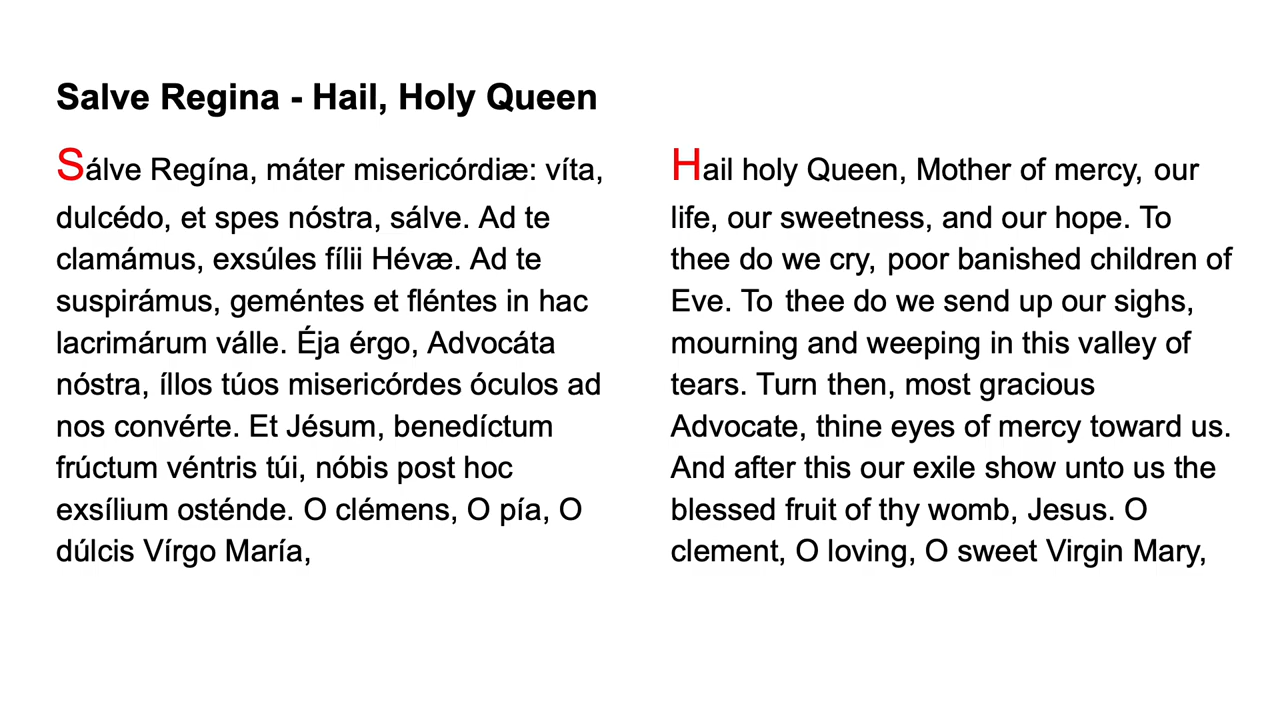 Salve Regina - Hail, Holy Queen
Sálve Regína, máter misericórdiæ: víta,
dulcédo, et spes nóstra, sálve. Ad te
clamámus, exsúles fílii Hévæ. Ad te
suspirámus, geméntes et fléntes in hac
lacrimárum válle. Éja érgo, Advocáta
nóstra, íllos túos misericórdes óculos ad
nos convérte. Et Jésum, benedíctum
frúctum véntris túi, nóbis post hoc
exsílium osténde. O clémens, O pía, O
dúlcis Vírgo María,
Hail holy Queen, Mother of mercy, our
life, our sweetness, and our hope. To
thee do we cry, poor banished children of
Eve. To thee do we send up our sighs,
mourning and weeping in this valley of
tears. Turn then, most gracious
Advocate, thine eyes of mercy toward us.
And after this our exile show unto us the
blessed fruit of thy womb, Jesus. O
clement, O loving, O sweet Virgin Mary,